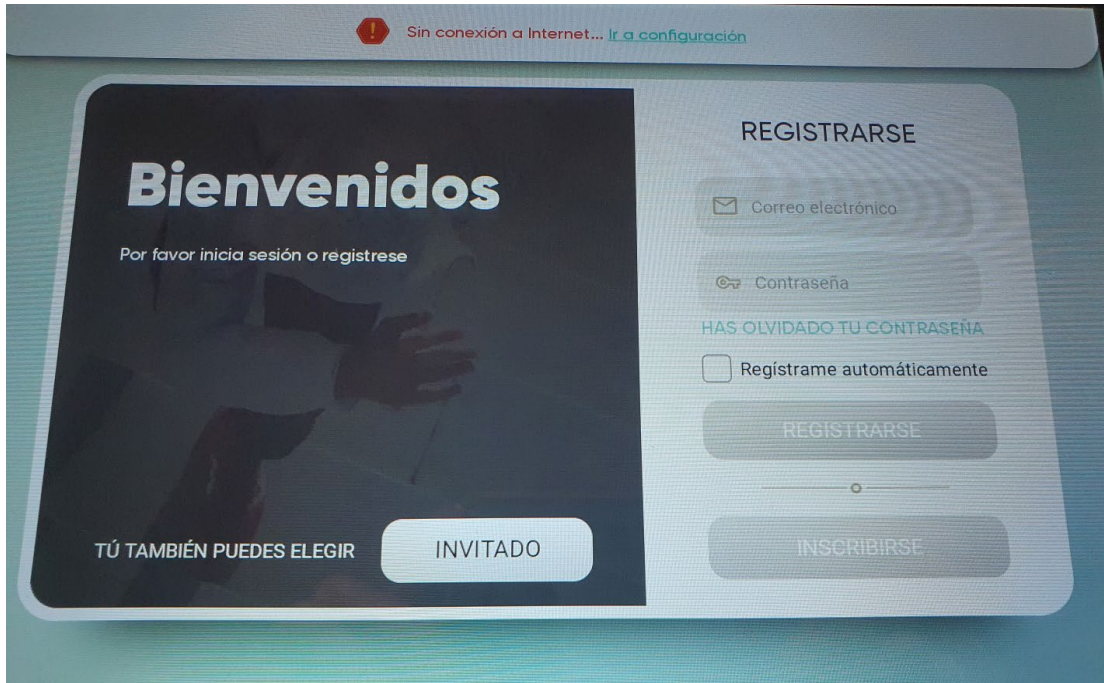 Sin conexión a Internet... Ir a configuración
Bienvenidos
Por favor inicia sesión o registrese
TÚ TAMBIÉN PUEDES ELEGIR
INVITADO
REGISTRARSE
Correo electrónico
Contraseña
HAS OLVIDADO TU CONTRASEÑA
Regístrame automáticamente
REGISTRARSE
INSCRIBIRSE